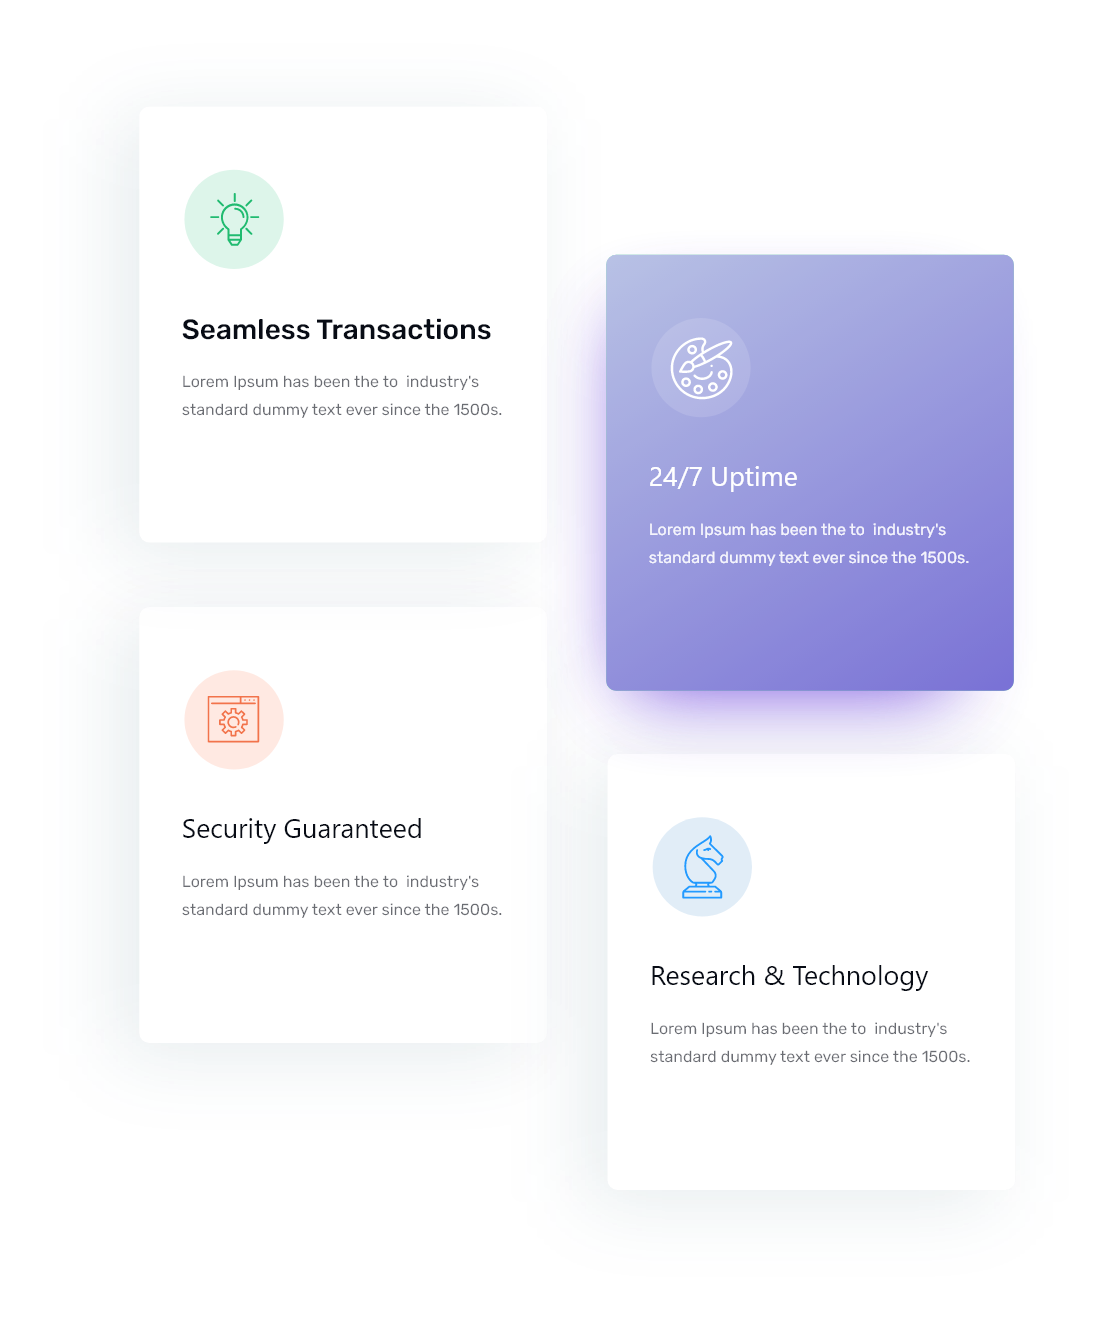 Seamless Transactions
Lorem Ipsum has been the to  industry's
standard dummy text ever since the 1500s.
24/7 Uptime
Lorem Ipsum has been the to  industry's
standard dummy text ever since the 1500s.
Security Guaranteed
Lorem Ipsum has been the to  industry's
standard dummy text ever since the 1500s.
Research & Technology
Lorem Ipsum has been the to  industry's
standard dummy text ever since the 1500s.